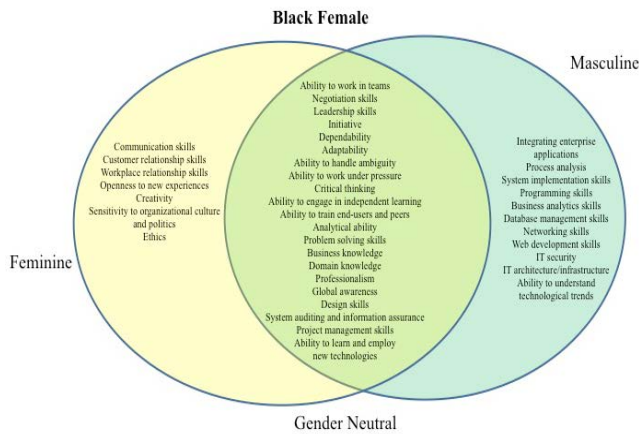 Black Female
Masculine
Feminine
Communication skills
Customer relationship skills
Workplace relationship skills
Openness to new experiences
Creativity
Sensitivity to organizational culture
and politics
Ethics
Ability to work in teams
Negotiation skills
Leadership skills
Initiative
Dependability
Adaptability
Ability to handle ambiguity
Ability to work under pressure
Critical thinking
Ability to engage in independent learning
Ability to train end-users and peers
Analytical ability
Problem solving skills
Business knowledge
Domain knowledge
Professionalism
Global awareness
Design skills
System auditing and information assurance
Project management skills
Ability to learn and employ
new technologies
Integrating enterprise
applications
Process analysis
System implementation skills
Programming skills
Business analytics skills
Database management skills
Networking skills
Web development skills
IT security
IT architecture/infrastructure
Ability to understand
technological trends
Gender Neutral